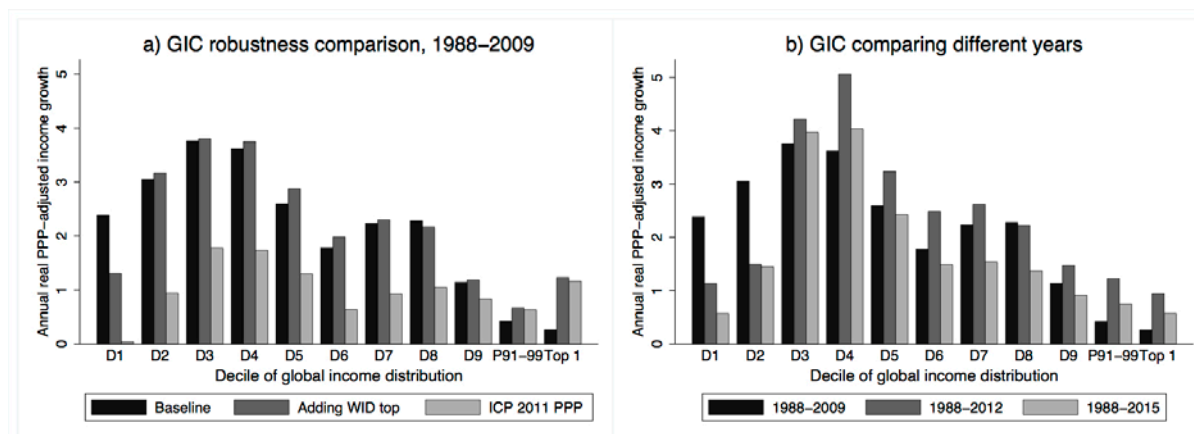 a) GIC robustness comparison, 1988–2009
Annual real PPP-adjusted income growth
5
4
3
2
1
0
D1 D2 D3 D4 D5 D6 D7 D8 D9 P91–99 Top 1
Decile of global income distribution
Baseline Adding WID top ICP 2011 PPP
b) GIC comparing different years
Annual real PPP-adjusted income growth
5
4
3
2
1
0
D1 D2 D3 D4 D5 D6 D7 D8 D9 P91–99 Top 1
Decile of global income distribution
1988–2009 1988–2012 1988–2015